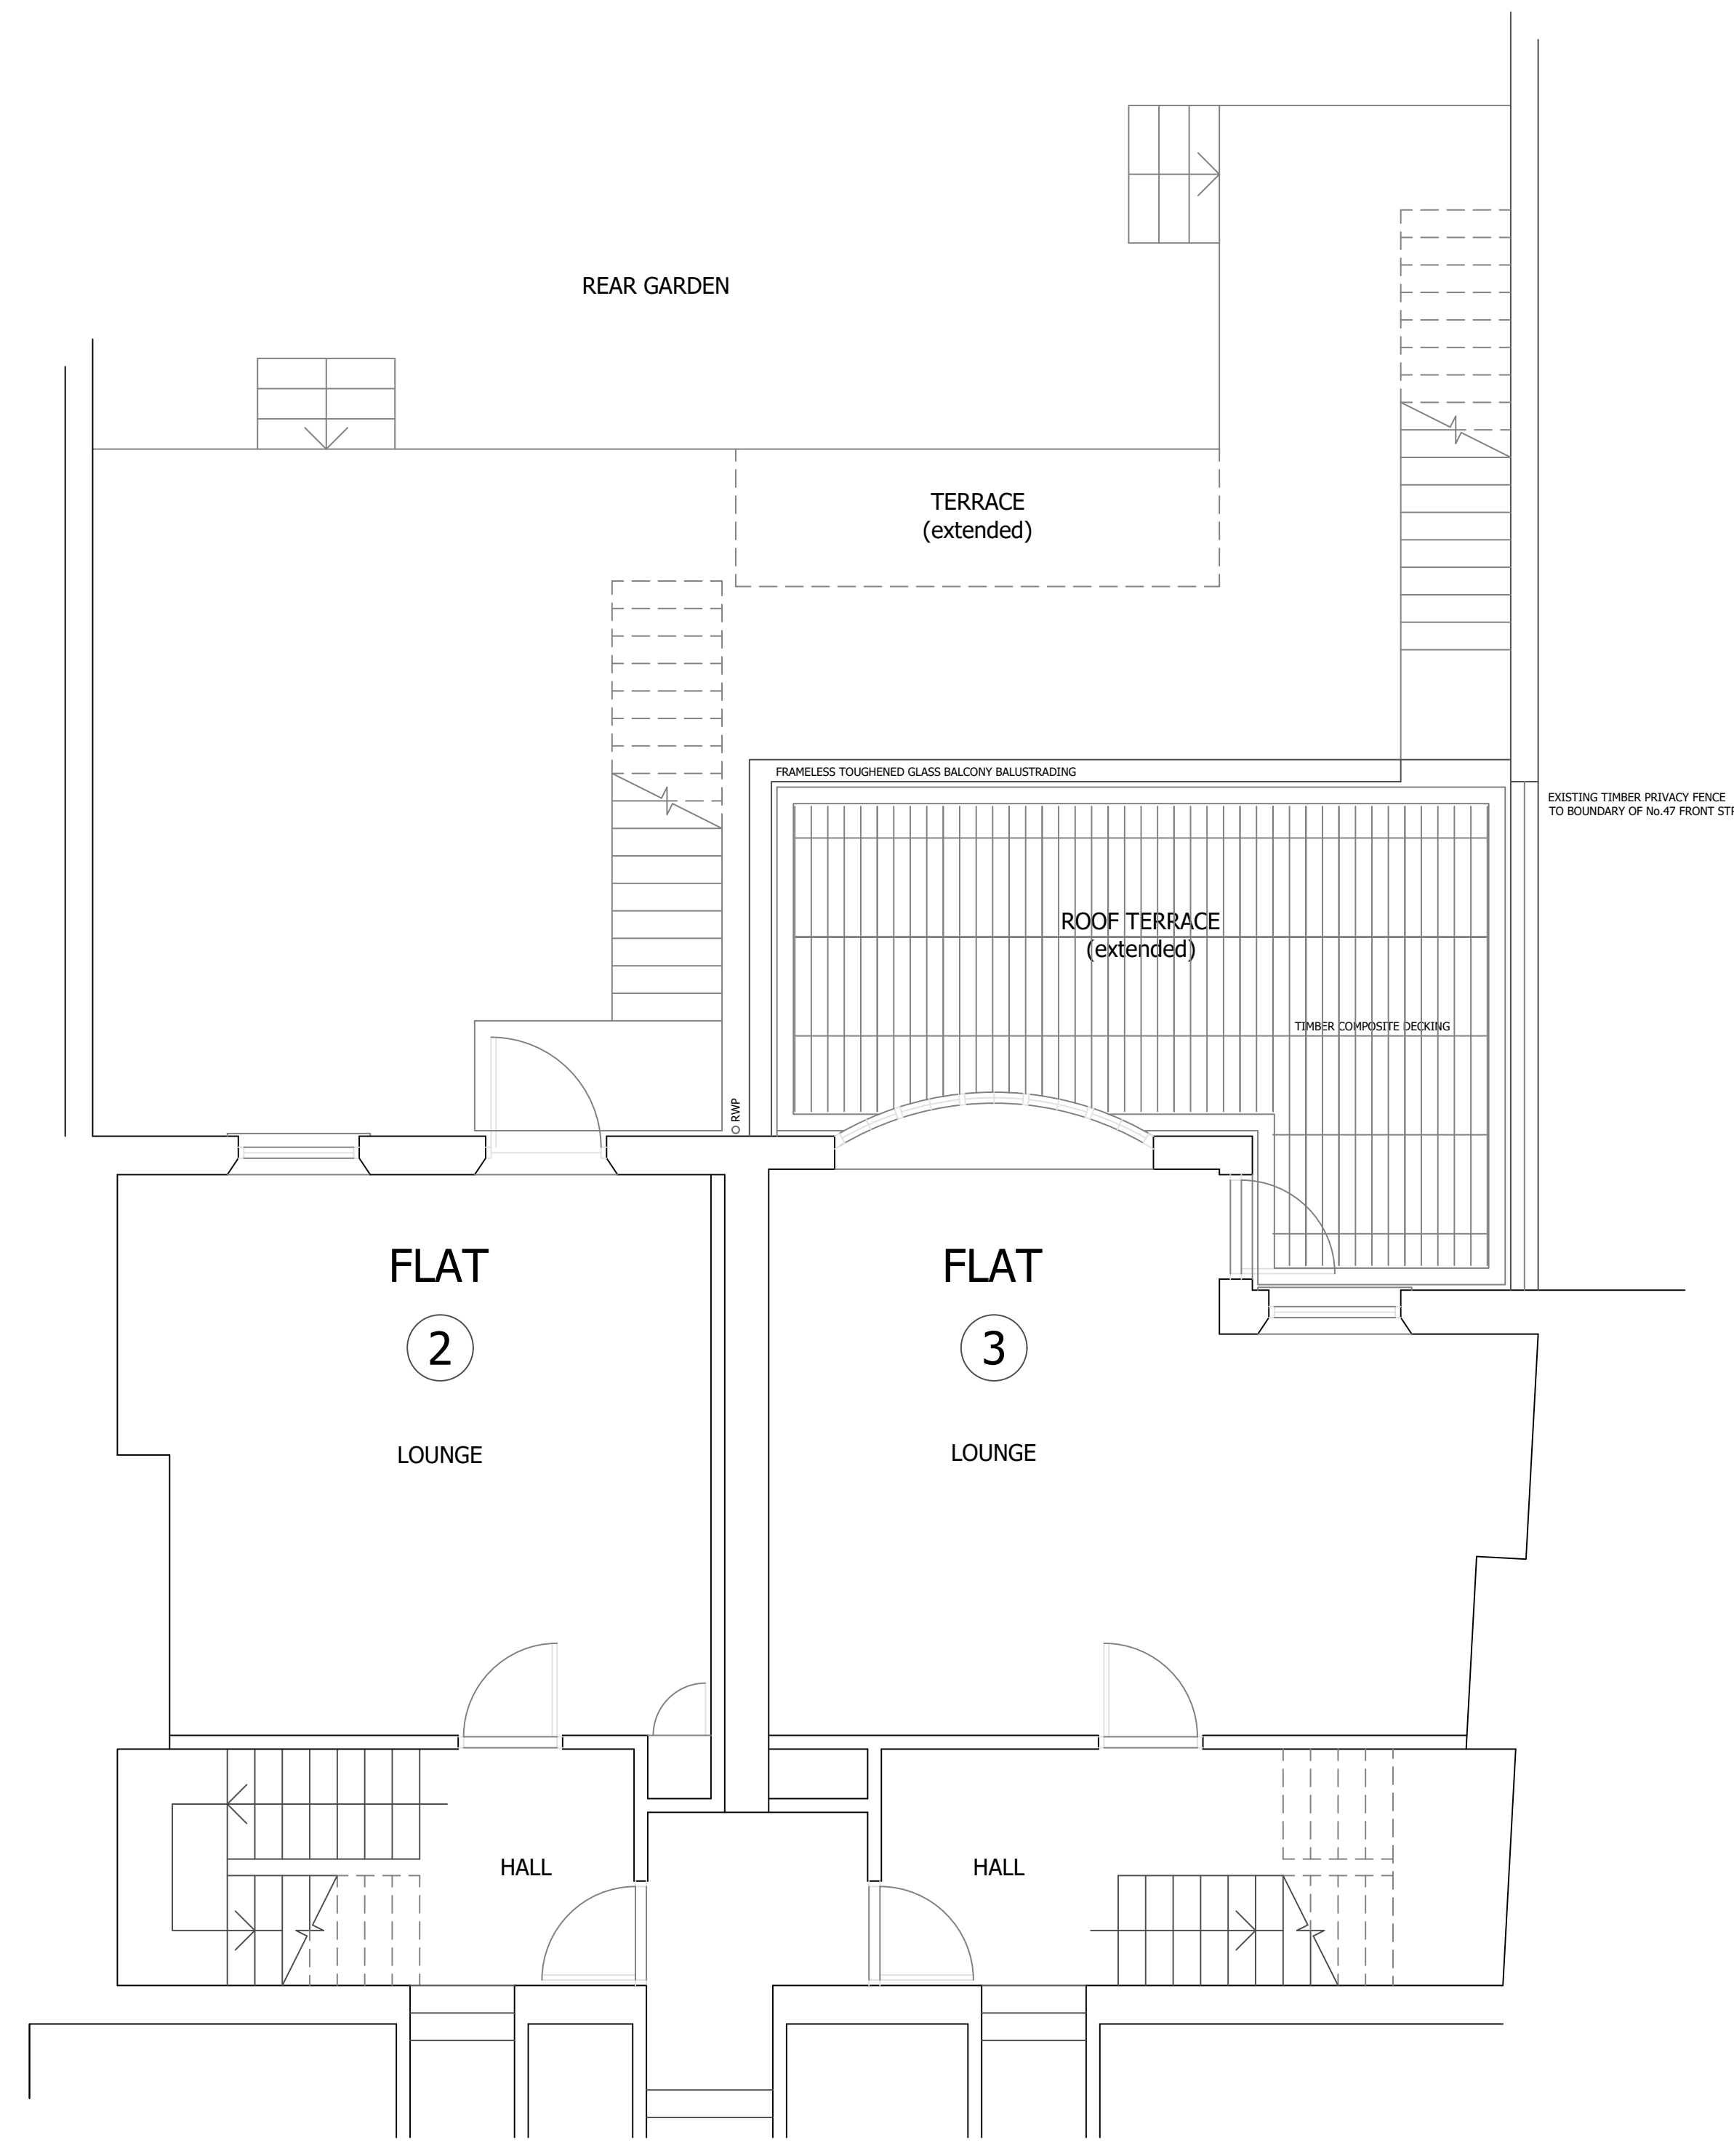 REAR GARDEN
TERRACE
(extended)
FRAMELESS TOUGHENED GLASS BALCONY BALUSTRADING
EXISTING TIMBER PRIVACY FENCE
TO BOUNDARY OF No.47 FRONT
ROOF TERRACE
(extended)
TIMBER COMPOSITE DECKING
RWP
FLAT
2
LOUNGE
FLAT
3
LOUNGE
HALL
HALL